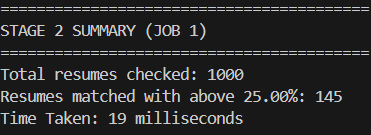 ==========================================
STAGE 2 SUMMARY (JOB 1)
==========================================
Total resumes checked: 1000
Resumes matched with above 25.00%: 145
Time Taken: 19 milliseconds